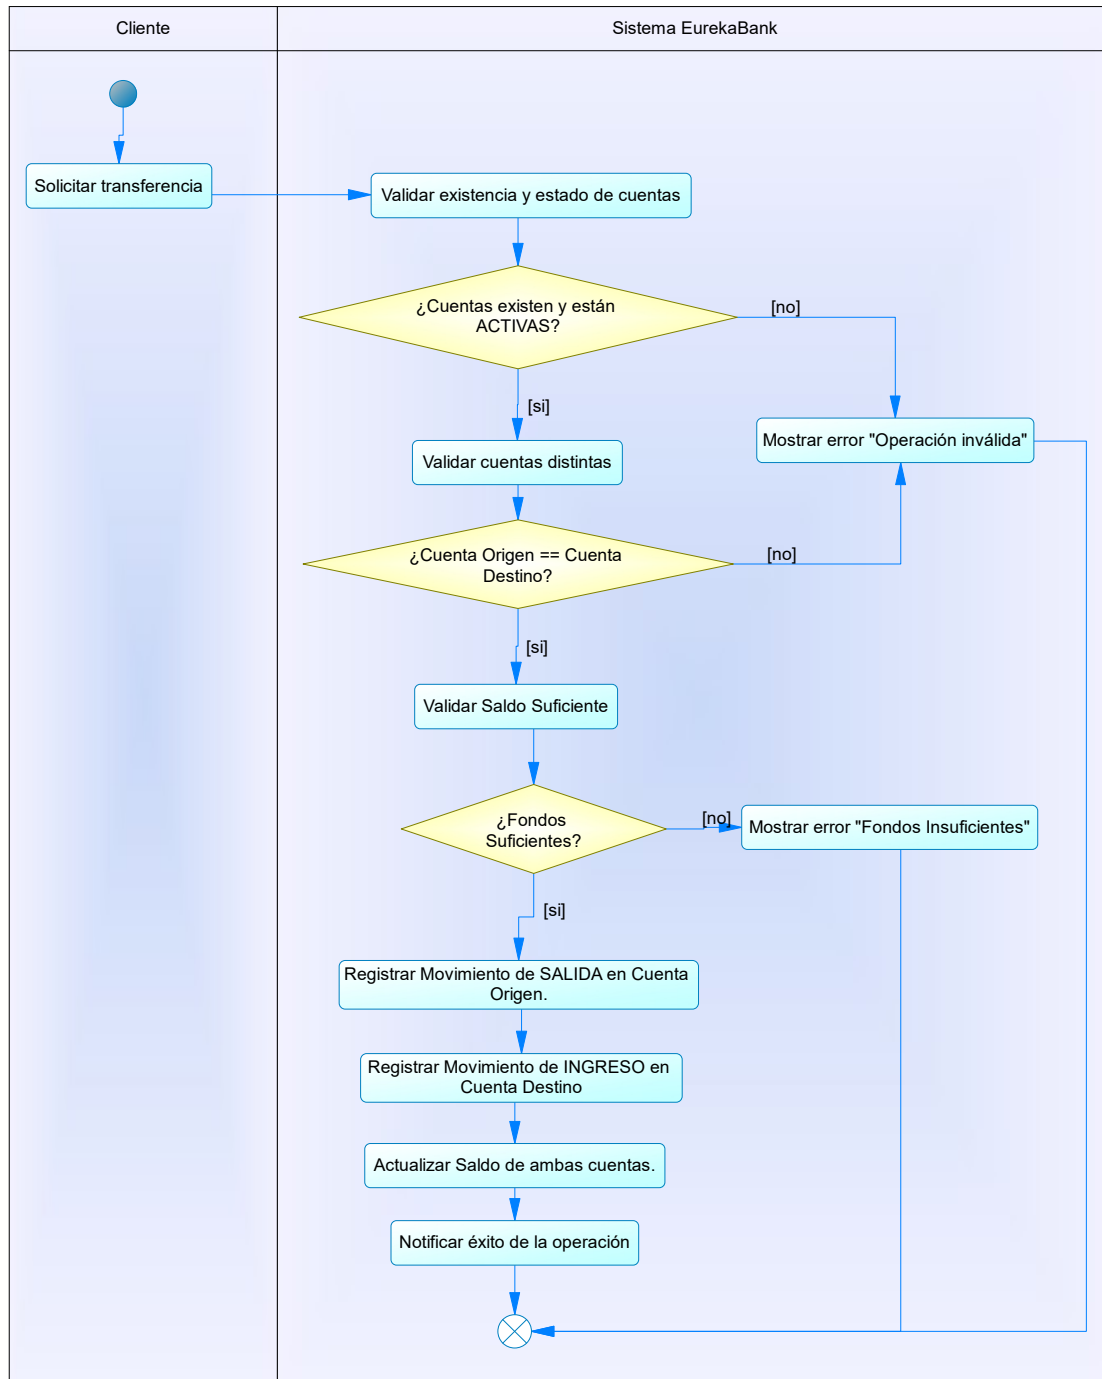 Cliente
Sistema EurekaBank
Solicitar transferencia
Validar existencia y estado de cuentas
¿Cuentas existen y están
ACTIVAS?
[no]
[si]
Mostrar error "Operación inválida"
Validar cuentas distintas
¿Cuenta Origen == Cuenta
Destino?
[no]
[si]
Validar Saldo Suficiente
¿Fondos
Suficientes?
[no]
Mostrar error "Fondos Insuficientes"
[si]
Registrar Movimiento de SALIDA en Cuenta
Origen.
Registrar Movimiento de INGRESO en
Cuenta Destino
Actualizar Saldo de ambas cuentas.
Notificar éxito de la operación